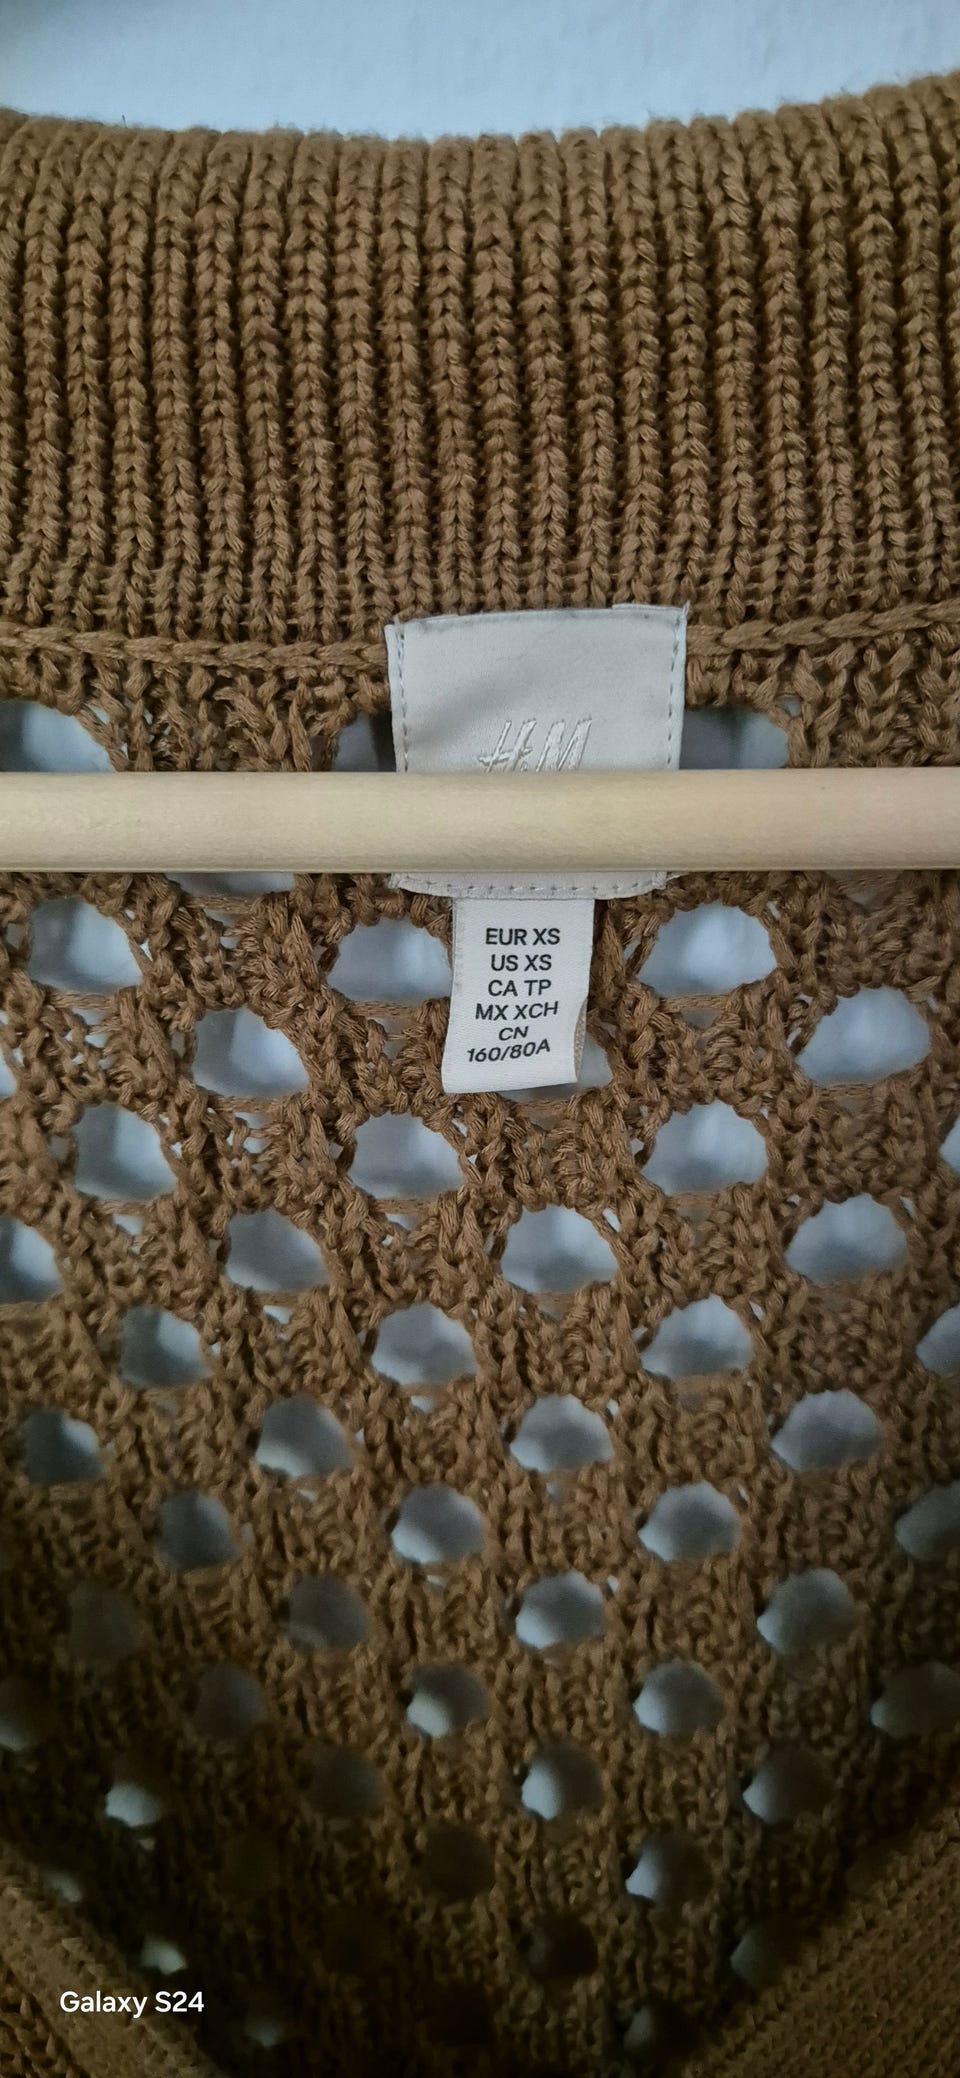 H&M
EUR XS
US XS
CA TP
MX XCH
CN
160/80A
Galaxy S24